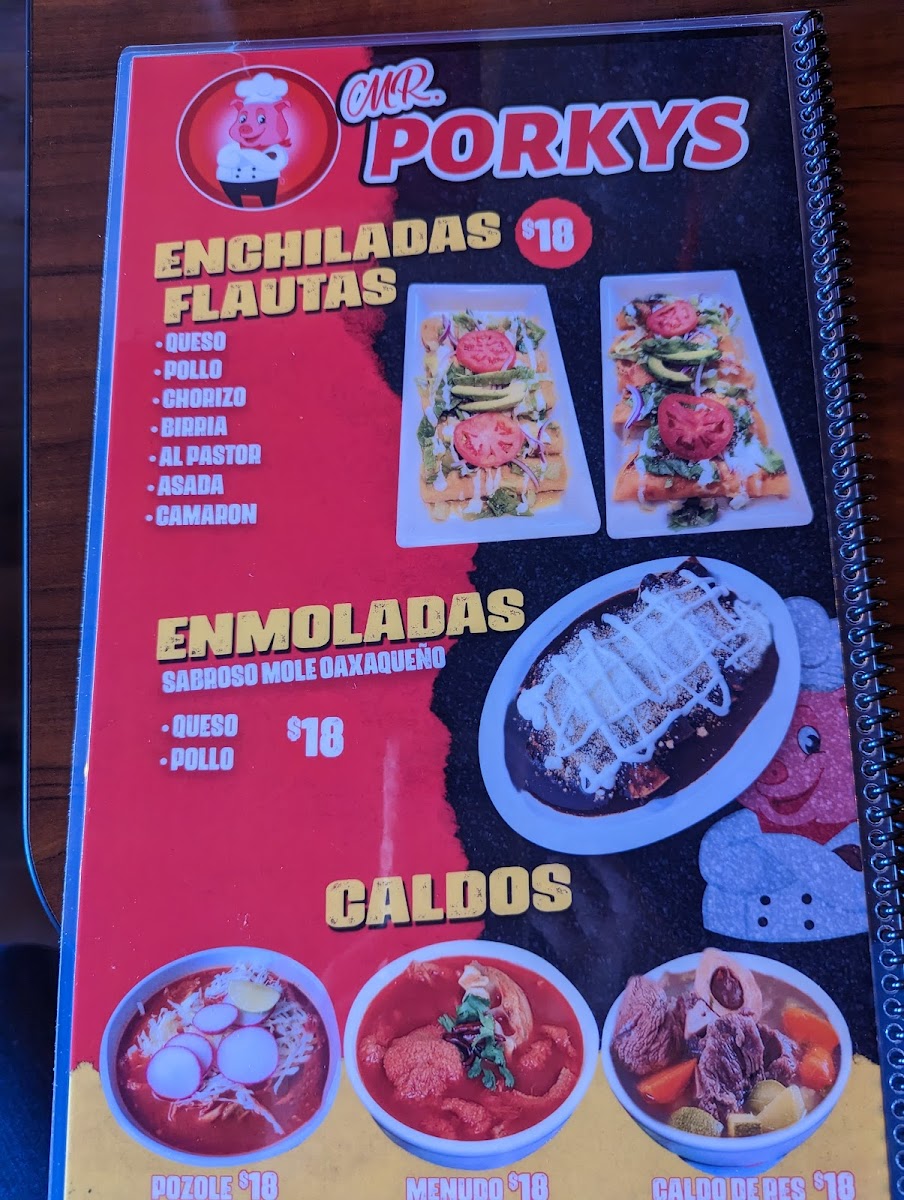 MR.
PORKYS
ENCHILADAS $18
FLAUTAS
• QUESO
• POLLO
• CHORIZO
• BIRRIA
• AL PASTOR
• ASADA
• CAMARON
ENMOLADAS
SABROSO MOLE OAXAQUEÑO
• QUESO
• POLLO
$18
CALDOS
POZOLE $18
MENUDO $18
CALDO DE RES $18